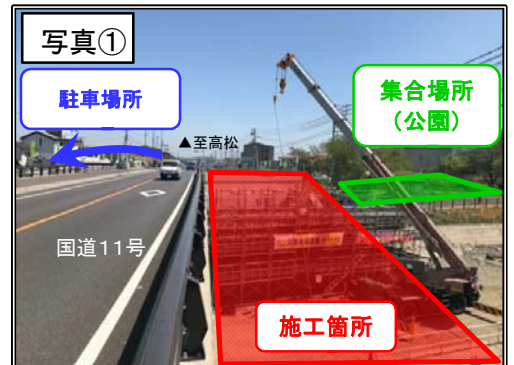 写真①
駐車場所
集合場所
（公園）
▲至高松
国道11号
施工箇所